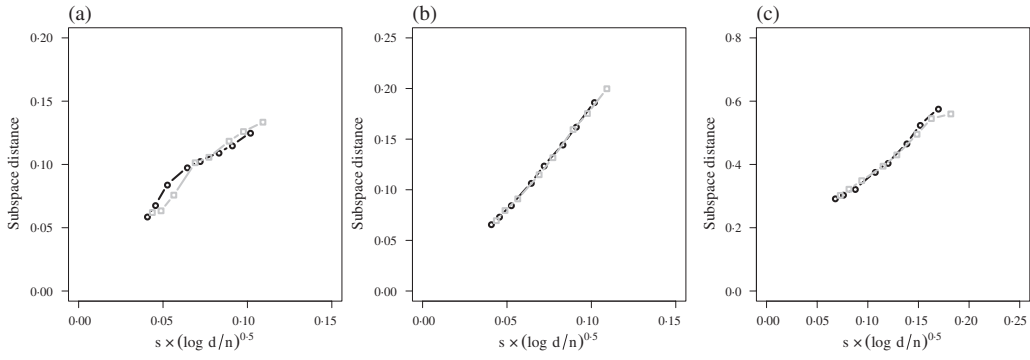 (a) (b) (c)
0·20 0·25 0·8
0·15 0·20 0·6
0·10 0·15 0·4
0·05 0·10 0·2
0·00 0·05 0·0
0·00
Subspace distance Subspace distance Subspace distance
0·00 0·05 0·10 0·15 0·00 0·05 0·10 0·15 0·00 0·05 0·10 0·15 0·20 0·25
s × (log d/n)^0·5 s × (log d/n)^0·5 s × (log d/n)^0·5